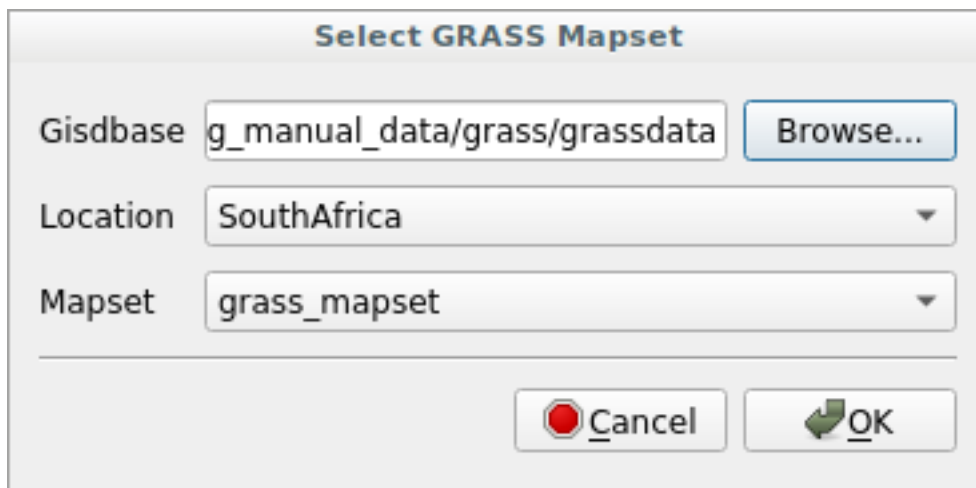 Select GRASS Mapset
Gisdbase g_manual_data/grass/grassdata Browse...
Location SouthAfrica
Mapset grass_mapset
Cancel OK